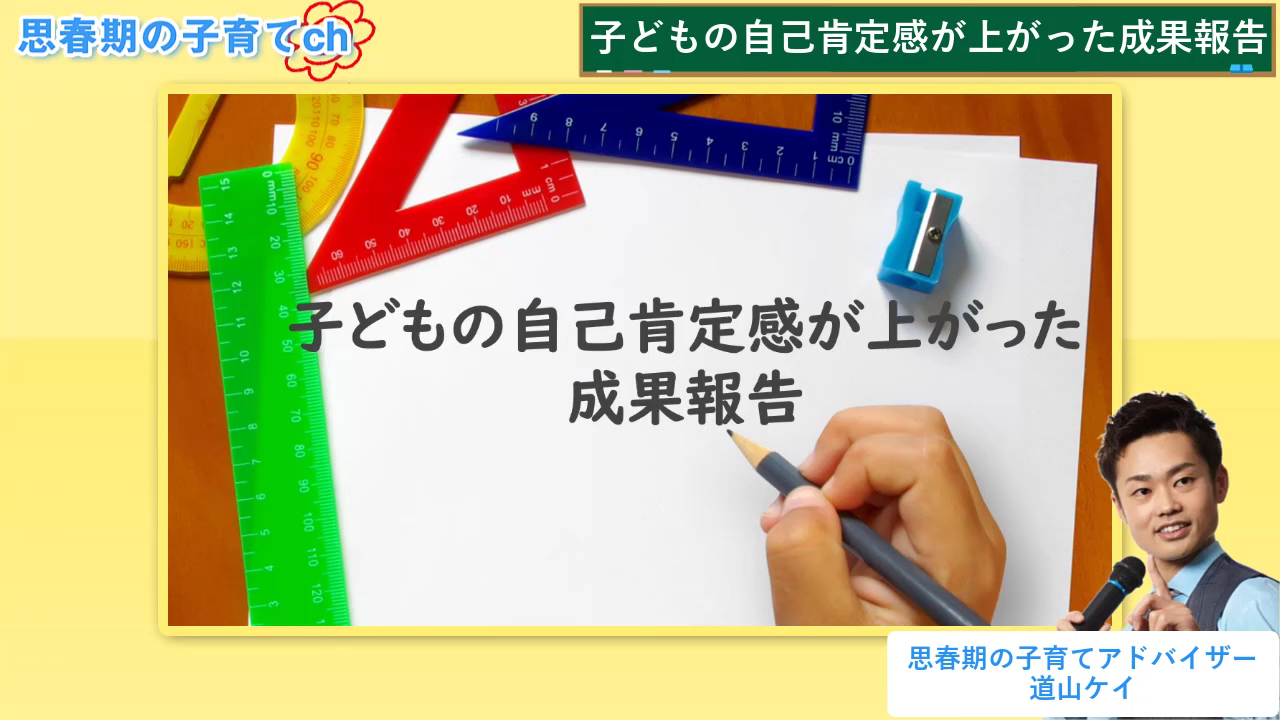 思春期の子育てch
子どもの自己肯定感が上がった成果報告
子どもの自己肯定感が上がった
成果報告
思春期の子育てアドバイザー
道山ケイ